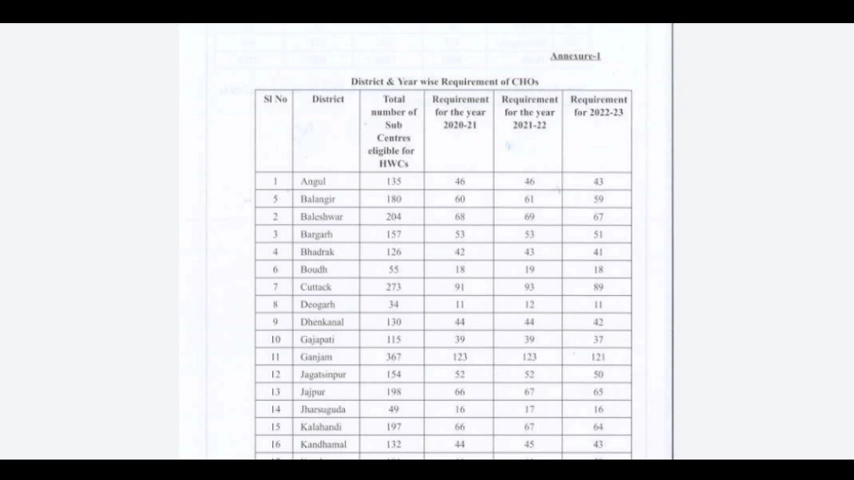 Annexure-1
District & Year wise Requirement of CHOs
Sl No District Total number of Sub Centres eligible for HWCs Requirement for the year 2020-21 Requirement for the year 2021-22 Requirement for 2022-23
1 Angul 135 46 46 43
5 Balangir 180 60 61 59
2 Baleshwar 204 68 69 67
3 Bargarh 157 53 53 51
4 Bhadrak 126 42 43 41
6 Boudh 55 18 19 18
7 Cuttack 273 91 93 89
8 Deogarh 34 11 12 11
9 Dhenkanal 130 44 44 42
10 Gajapati 115 39 39 37
11 Ganjam 367 123 123 121
12 Jagatsinpur 154 52 52 50
13 Jajpur 198 66 67 65
14 Jharsuguda 49 16 17 16
15 Kalahandi 197 66 67 64
16 Kandhamal 132 44 45 43